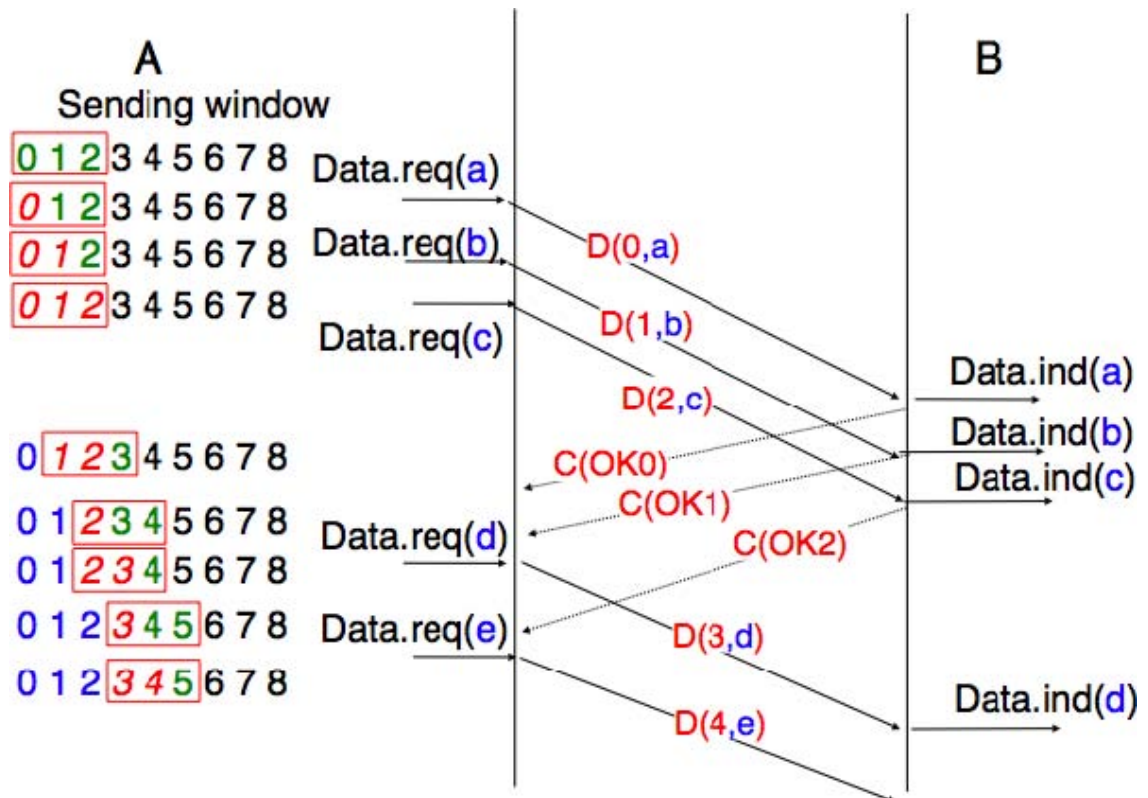 A
B
Sending window
0 1 2 3 4 5 6 7 8
Data.req(a)
0 1 2 3 4 5 6 7 8
Data.req(b)
D(0,a)
0 1 2 3 4 5 6 7 8
0 1 2 3 4 5 6 7 8
D(1,b)
Data.req(c)
Data.ind(a)
D(2,c)
Data.ind(b)
0 1 2 3 4 5 6 7 8
C(OK0)
Data.ind(c)
C(OK1)
0 1 2 3 4 5 6 7 8
Data.req(d)
C(OK2)
0 1 2 3 4 5 6 7 8
0 1 2 3 4 5 6 7 8
Data.req(e)
D(3,d)
0 1 2 3 4 5 6 7 8
Data.ind(d)
D(4,e)